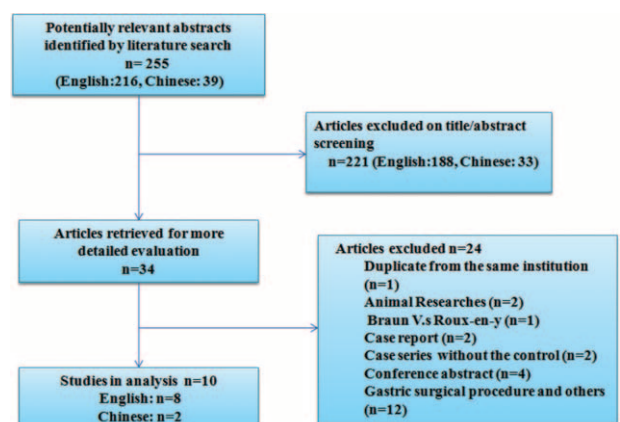 Potentially relevant abstracts
identified by literature search
n= 255
(English:216, Chinese: 39)
Articles excluded on title/abstract
screening
n=221 (English:188, Chinese: 33)
Articles retrieved for more
detailed evaluation
n=34
Articles excluded n=24
Duplicate from the same institution
(n=1)
Animal Researches (n=2)
Braun V.s Roux-en-y (n=1)
Case report (n=2)
Case series without the control (n=2)
Conference abstract (n=4)
Gastric surgical procedure and others
(n=12)
Studies in analysis n=10
English: n=8
Chinese: n=2